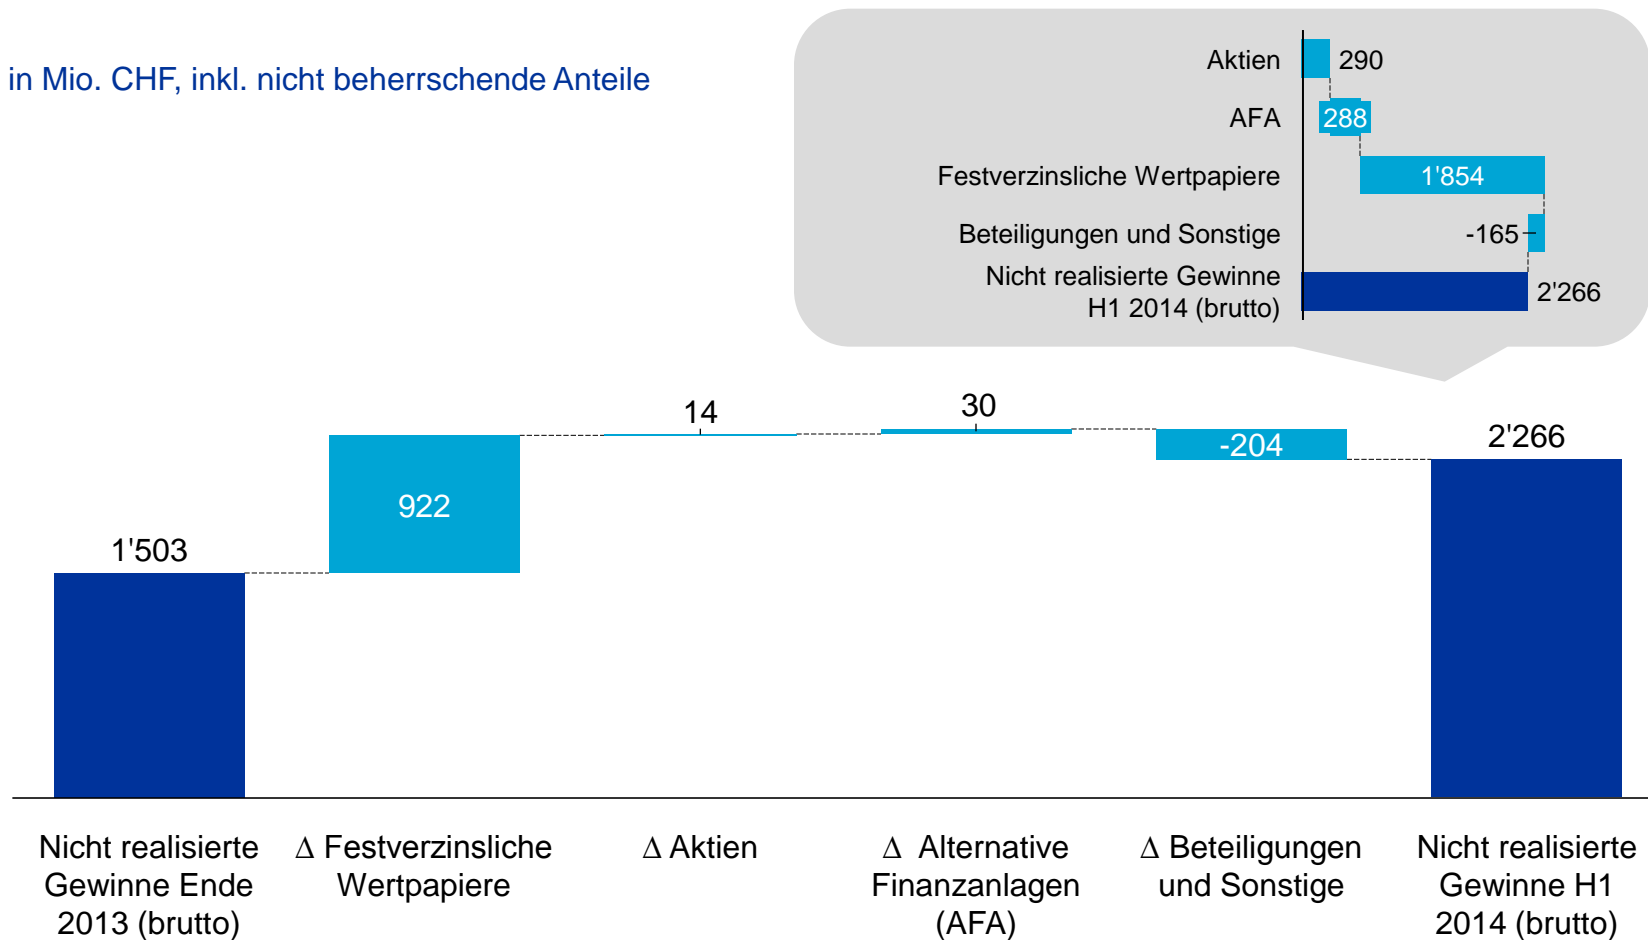 in Mio. CHF, inkl. nicht beherrschende Anteile
Aktien 290
AFA 288
Festverzinsliche Wertpapiere 1'854
Beteiligungen und Sonstige -165
Nicht realisierte Gewinne
H1 2014 (brutto)
2'266
1'503
922
14
30
-204
2'266
Nicht realisierte
Gewinne Ende
2013 (brutto)
Δ Festverzinsliche
Wertpapiere
Δ Aktien
Δ Alternative
Finanzanlagen
(AFA)
Δ Beteiligungen
und Sonstige
Nicht realisierte
Gewinne H1
2014 (brutto)